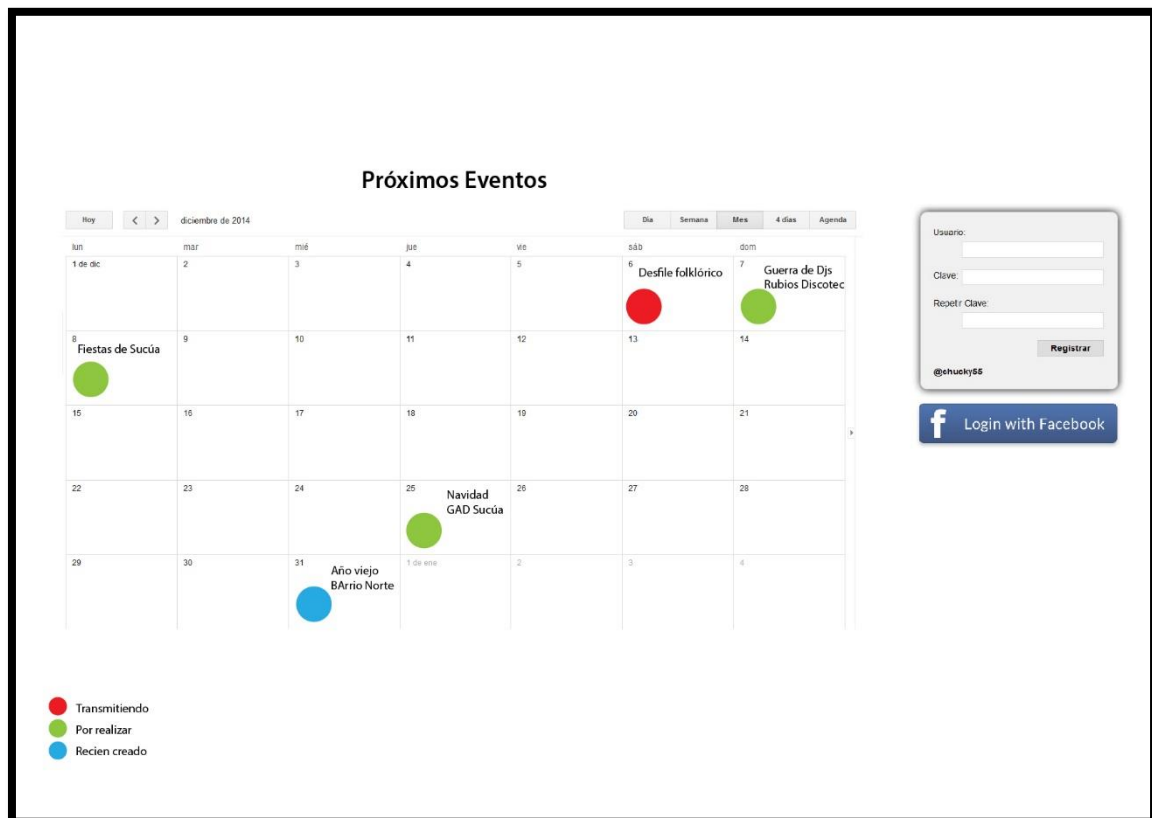 Próximos Eventos
Hoy < > diciembre de 2014 Día Semana Mes 4 días Agenda
lun mar mié jue vie sáb dom
1 de dic 2 3 4 5 6 Desfile folklórico 7 Guerra de Djs
Rubios Discotec
8 Fiestas de Sucúa 9 10 11 12 13 14
15 16 17 18 19 20 21
22 23 24 25 Navidad 26 27 28
GAD Sucúa
29 30 31 Año viejo 1 de ene 2 3 4
BArrio Norte
Usuario:
Clave:
Repetir Clave:
Registrar
@chucky55
f Login with Facebook
Transmitiendo
Por realizar
Recien creado